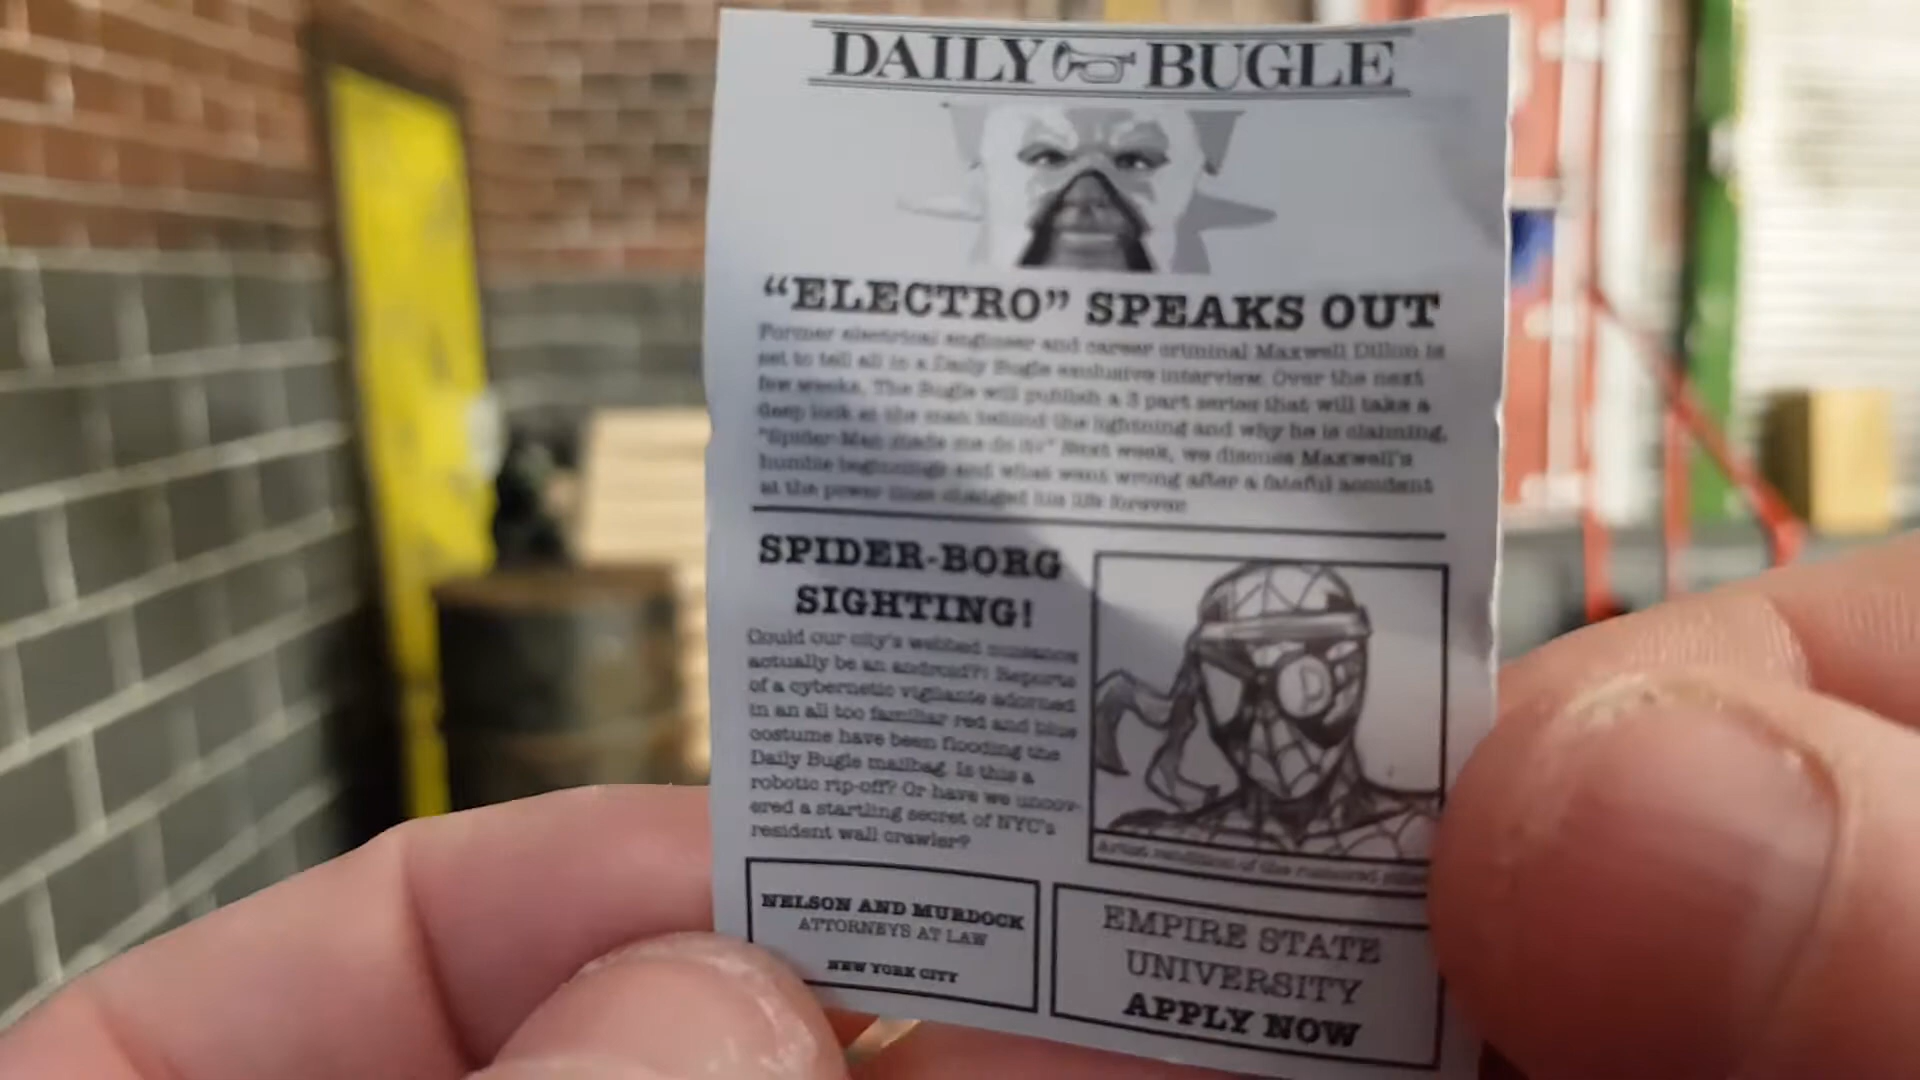 DAILY BUGLE
"ELECTRO" SPEAKS OUT
Former electrical engineer and career criminal Maxwell Dillon is
set to tell all in a Daily Bugle exclusive interview. Over the next
few weeks, The Bugle will publish a 3 part series that will take a
deep look at the man behind the lightning and why he is claiming,
"Spider-Man made me do it!" Next week, we discuss Maxwell's
humble beginnings and what went wrong after a fateful accident
at the power lines changed his life forever.
SPIDER-BORG
SIGHTING!
Could our city's webbed menace
actually be an android?! Reports
of a cybernetic vigilante adorned
in an all too familiar red and blue
costume have been flooding the
Daily Bugle mailbag. Is this a
robotic rip-off? Or have we uncov-
ered a startling secret of NYC's
resident wall crawler?
Artist rendition of the rumored
NELSON AND MURDOCK
ATTORNEYS AT LAW
NEW YORK CITY
EMPIRE STATE
UNIVERSITY
APPLY NOW